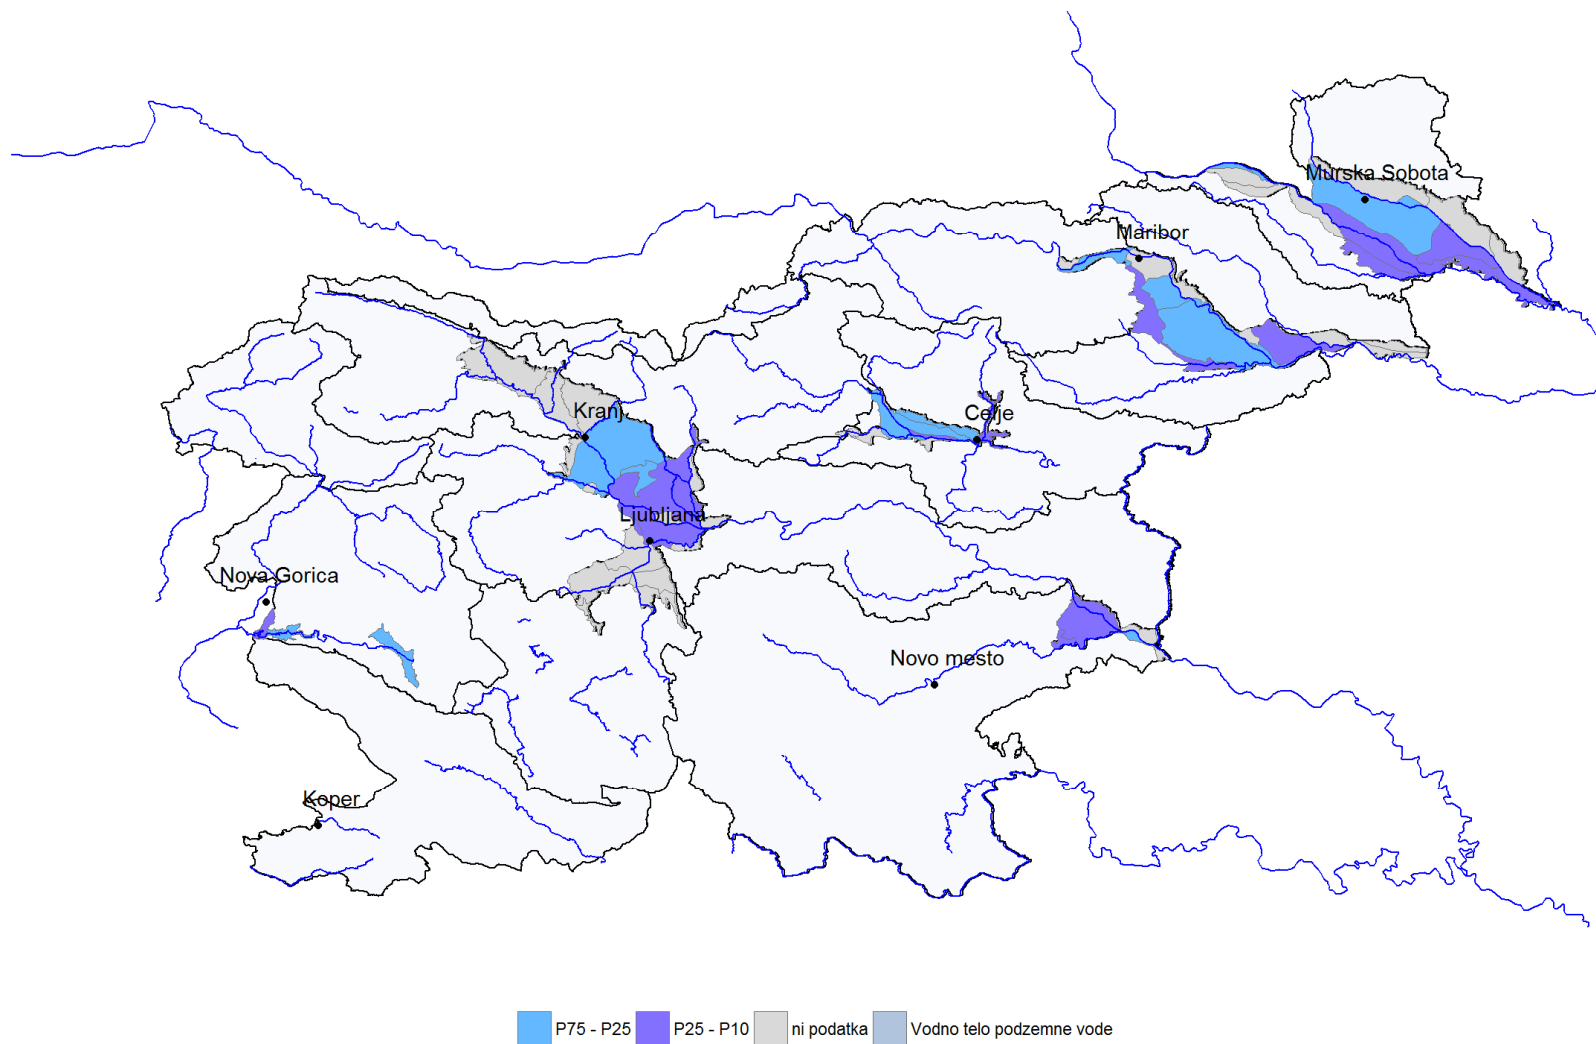 Murska Sobota
Maribor
Kranj
Celje
Ljubljana
Nova Gorica
Novo mesto
Koper
P75 - P25 P25 - P10 ni podatka Vodno telo podzemne vode